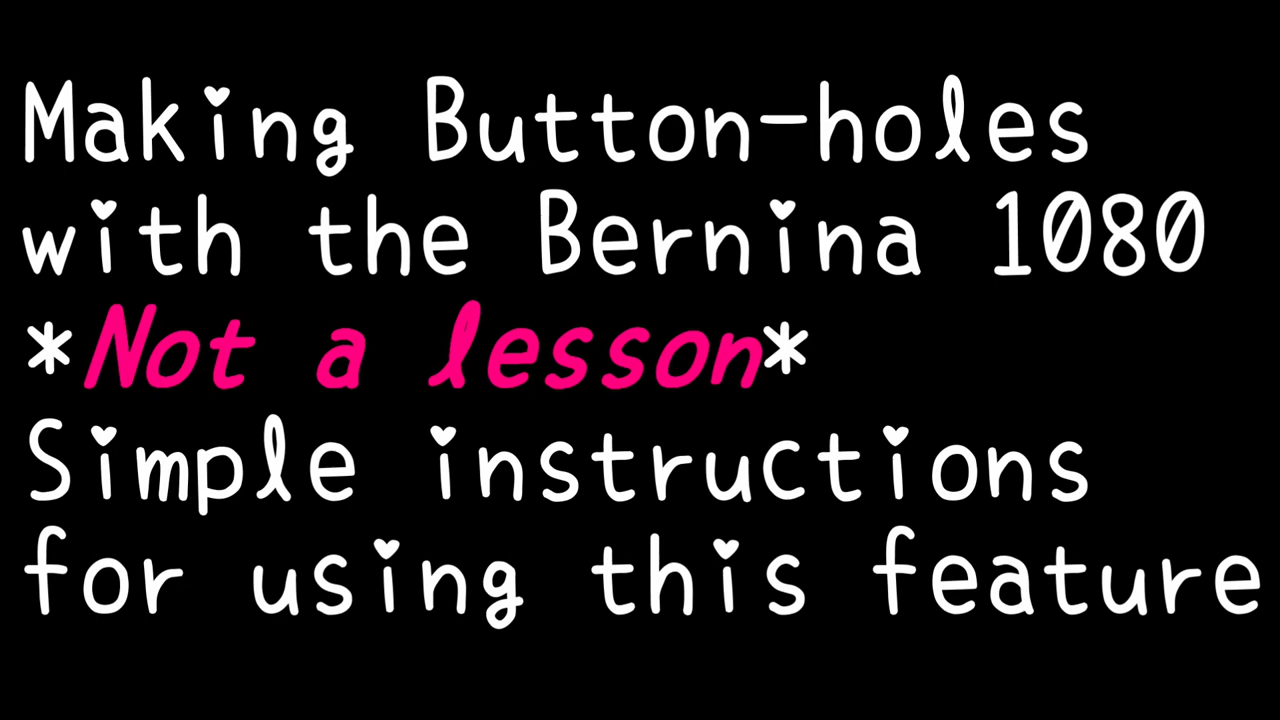 Making Button-holes
with the Bernina 1080
*Not a lesson*
Simple instructions
for using this feature